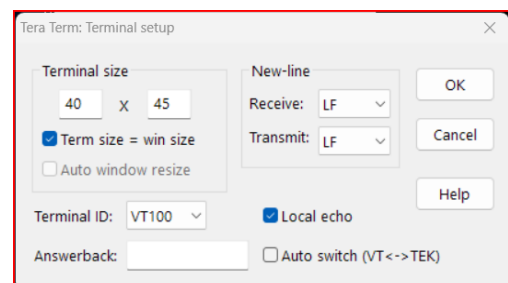 Tera Term: Terminal setup
Terminal size
40 X 45
Term size = win size
Auto window resize
New-line
Receive: LF
Transmit: LF
OK
Cancel
Help
Terminal ID: VT100
Local echo
Answerback:
Auto switch (VT<->TEK)